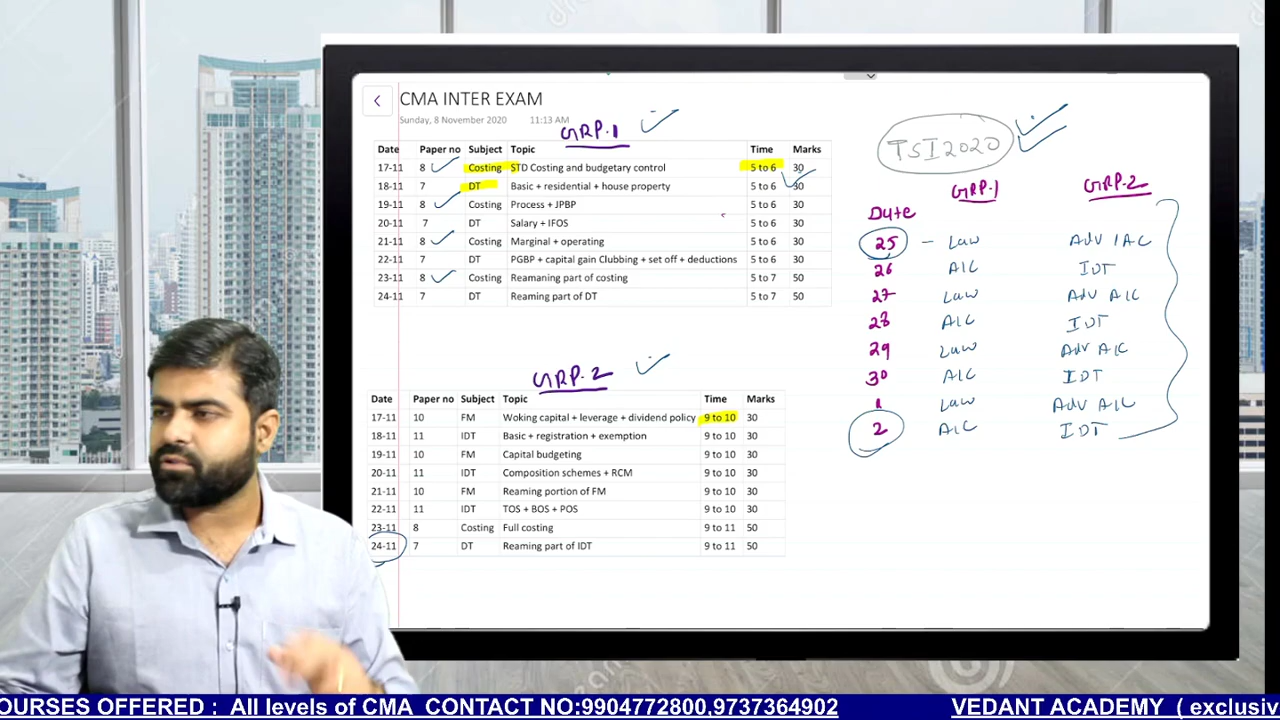 CMA INTER EXAM
Sunday, 8 November 2020 11:13 AM
GRP.1
Date Paper no Subject Topic Time Marks
17-11 8 Costing STD Costing and budgetary control 5 to 6 30
18-11 7 DT Basic + residential + house property 5 to 6 30
19-11 8 Costing Process + JPBP 5 to 6 30
20-11 7 DT Salary + IFOS 5 to 6 30
21-11 8 Costing Marginal + operating 5 to 6 30
22-11 7 DT PGBP + capital gain Clubbing + set off + deductions 5 to 6 30
23-11 8 Costing Reamaning part of costing 5 to 7 50
24-11 7 DT Reaming part of DT 5 to 7 50
GRP.2
Date Paper no Subject Topic Time Marks
17-11 10 FM Woking capital + leverage + dividend policy 9 to 10 30
18-11 11 IDT Basic + registration + exemption 9 to 10 30
19-11 10 FM Capital budgeting 9 to 10 30
20-11 11 IDT Composition schemes + RCM 9 to 10 30
21-11 10 FM Reaming portion of FM 9 to 10 30
22-11 11 IDT TOS + BOS + POS 9 to 10 30
23-11 8 Costing Full costing 9 to 11 50
24-11 7 DT Reaming part of IDT 9 to 11 50
TSI2020
GRP.1 GRP.2
Date
25 - Law Adv A/C
26 A/C IDT
27 Law Adv A/C
28 A/C IDT
29 Law Adv A/C
30 A/C IDT
1 Law Adv A/C
2 A/C IDT
OURSES OFFERED : All levels of CMA CONTACT NO:9904772800,9737364902 VEDANT ACADEMY ( exclusiv